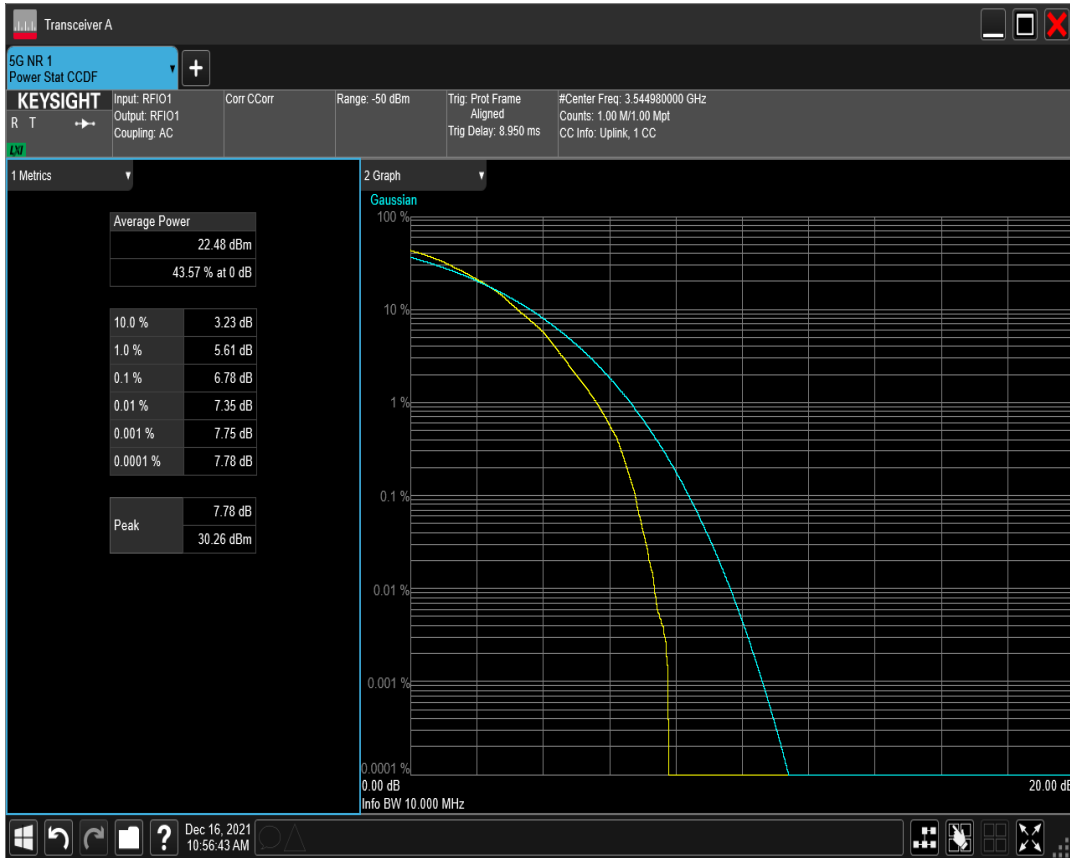 Transceiver A
5G NR 1
Power Stat CCDF
KEYSIGHT
R T
LXI
Input: RFIO1
Output: RFIO1
Coupling: AC
Corr CCorr
Range: -50 dBm
Trig: Prot Frame
Aligned
Trig Delay: 8.950 ms
#Center Freq: 3.544980000 GHz
Counts: 1.00 M/1.00 Mpt
CC Info: Uplink, 1 CC
1 Metrics
Average Power
22.48 dBm
43.57 % at 0 dB
10.0 % 3.23 dB
1.0 % 5.61 dB
0.1 % 6.78 dB
0.01 % 7.35 dB
0.001 % 7.75 dB
0.0001 % 7.78 dB
Peak
7.78 dB
30.26 dBm
2 Graph
Gaussian
100 %
10 %
1 %
0.1 %
0.01 %
0.001 %
0.0001 %
0.00 dB
20.00 dB
Info BW 10.000 MHz
?
Dec 16, 2021
10:56:43 AM